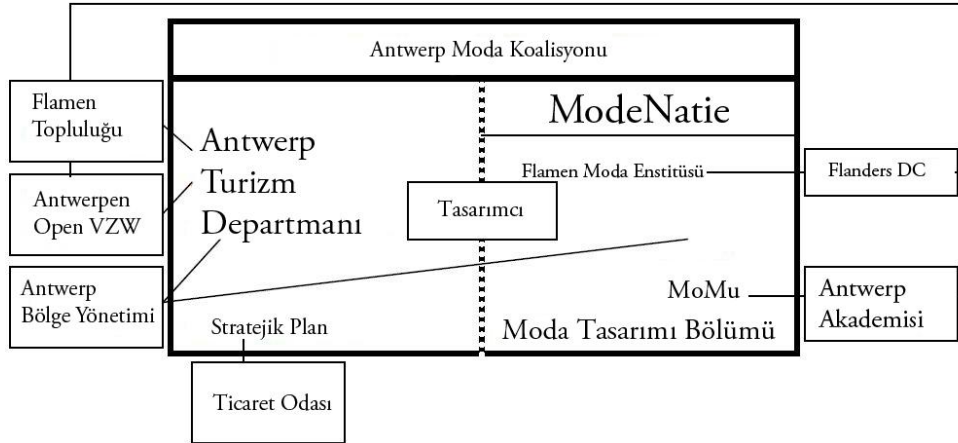 Antwerp Moda Koalisyonu
Flamen
Topluluğu
Antwerpen
Open VZW
Antwerp
Bölge Yönetimi
Antwerp
Turizm
Departmanı
Stratejik Plan
Ticaret Odası
Tasarımcı
ModeNatie
Flamen Moda Enstitüsü
MoMu
Moda Tasarımı Bölümü
Flanders DC
Antwerp
Akademisi